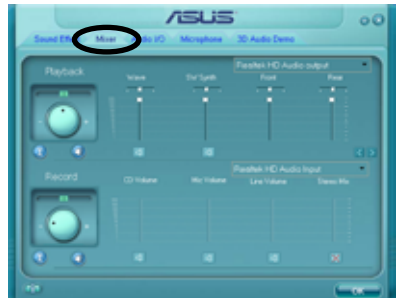 ASUS
Sound Effect Mixer Audio I/O Microphone 3D Audio Demo
Realtek HD Audio output
Playback
Wave SW Synth Front Rear
Realtek HD Audio Input
Record
CD Volume Mic Volume Line Volume Stereo Mix
OK